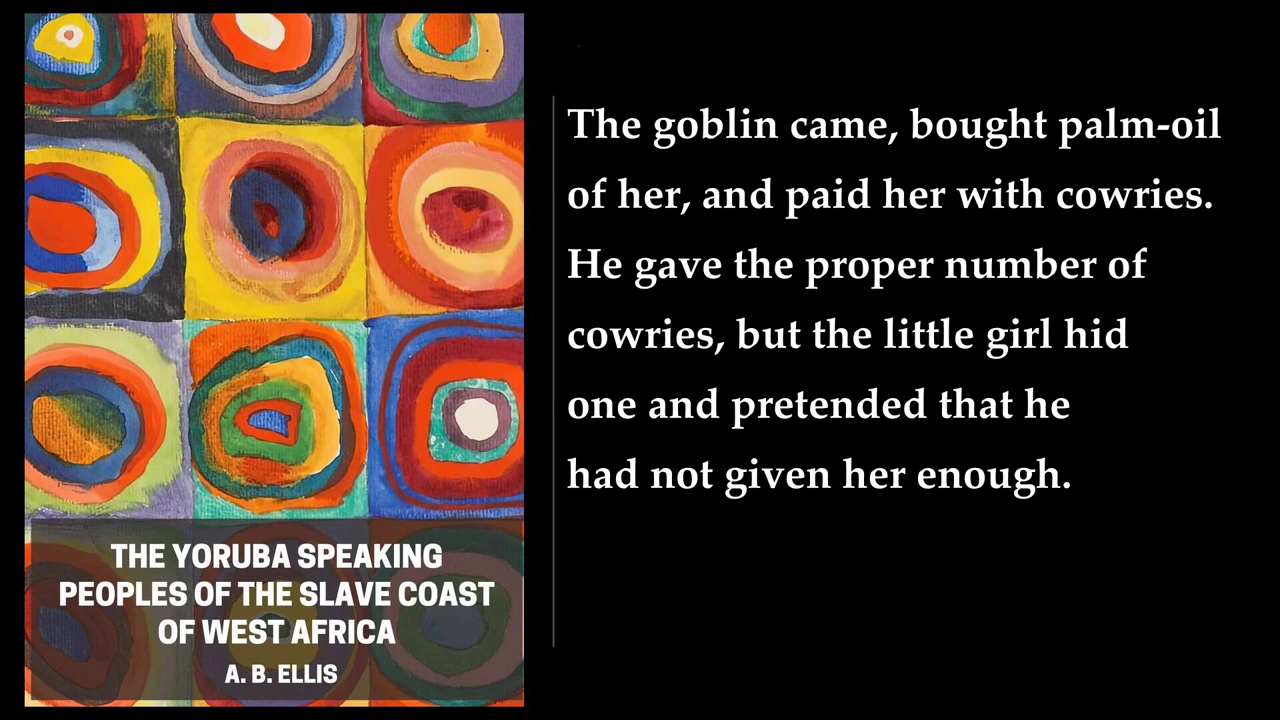 The goblin came, bought palm-oil
of her, and paid her with cowries.
He gave the proper number of
cowries, but the little girl hid
one and pretended that he
had not given her enough.
THE YORUBA SPEAKING
PEOPLES OF THE SLAVE COAST
OF WEST AFRICA
A. B. ELLIS